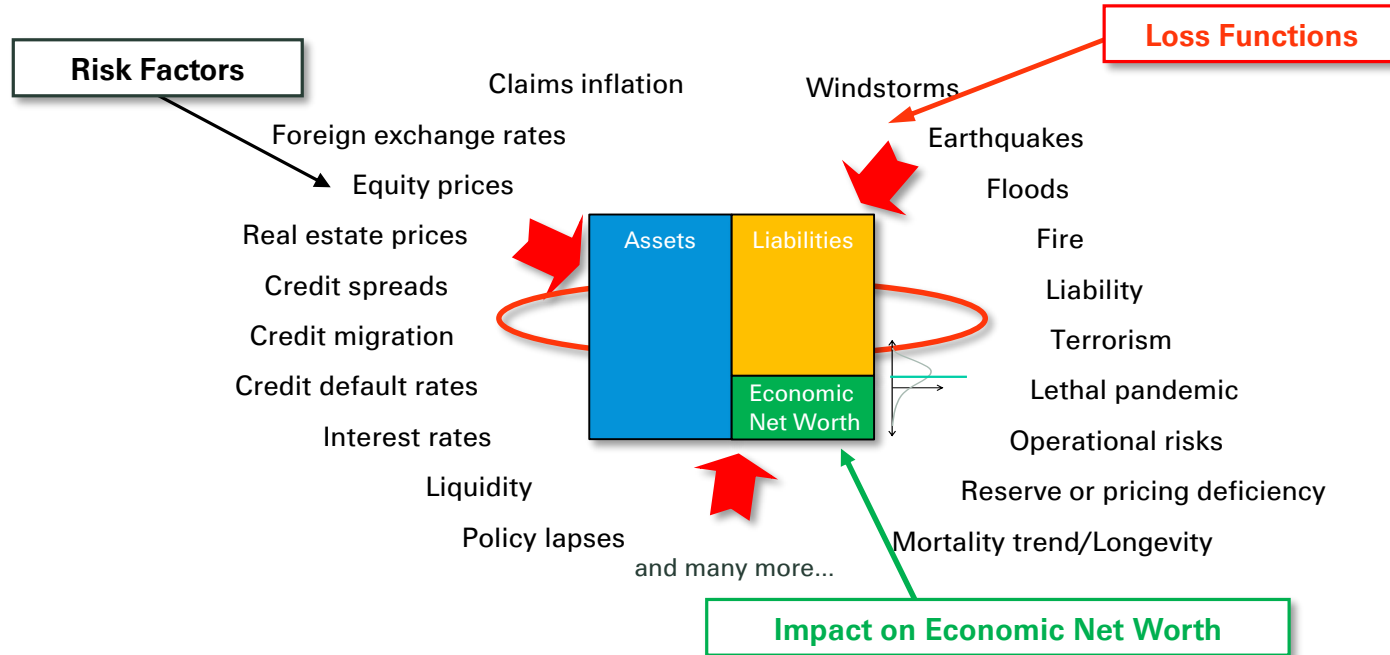 Loss Functions
Risk Factors
Claims inflation
Windstorms
Foreign exchange rates
Earthquakes
Equity prices
Floods
Real estate prices
Assets
Liabilities
Fire
Credit spreads
Liability
Credit migration
Terrorism
Credit default rates
Economic
Net Worth
Lethal pandemic
Interest rates
Operational risks
Liquidity
Reserve or pricing deficiency
Policy lapses
Mortality trend/Longevity
and many more...
Impact on Economic Net Worth